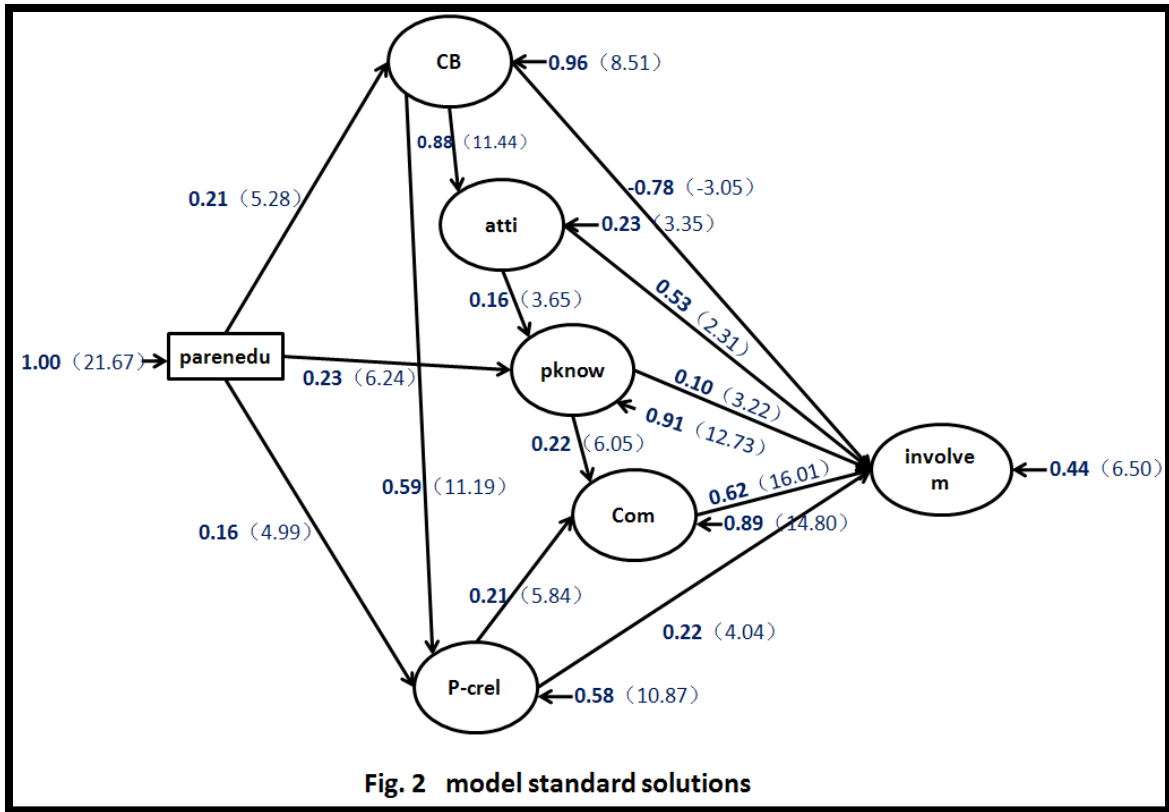 CB
0.96（8.51）
0.88（11.44）
-0.78（-3.05）
0.21（5.28）
atti
0.23（3.35）
0.16（3.65）
0.53（2.31）
1.00（21.67）
parenedu
0.23（6.24）
pknow
0.10（3.22）
0.91（12.73）
0.22（6.05）
involve
m
0.44（6.50）
0.59（11.19）
0.62（16.01）
Com
0.89（14.80）
0.16（4.99）
0.21（5.84）
0.22（4.04）
P-crel
0.58（10.87）
Fig. 2 model standard solutions